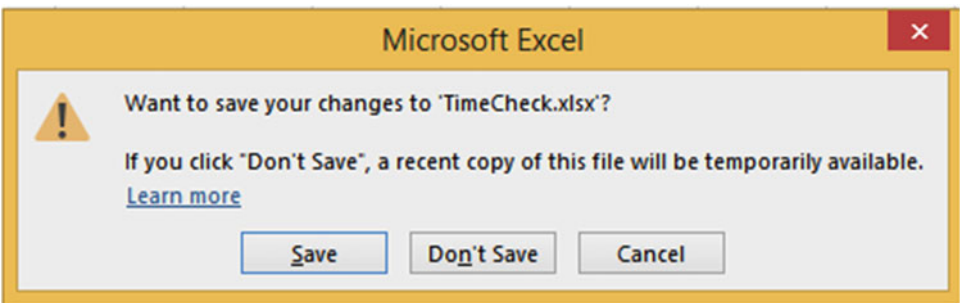 Microsoft Excel
Want to save your changes to 'TimeCheck.xlsx'?
If you click "Don't Save", a recent copy of this file will be temporarily available.
Learn more
Save Don't Save Cancel